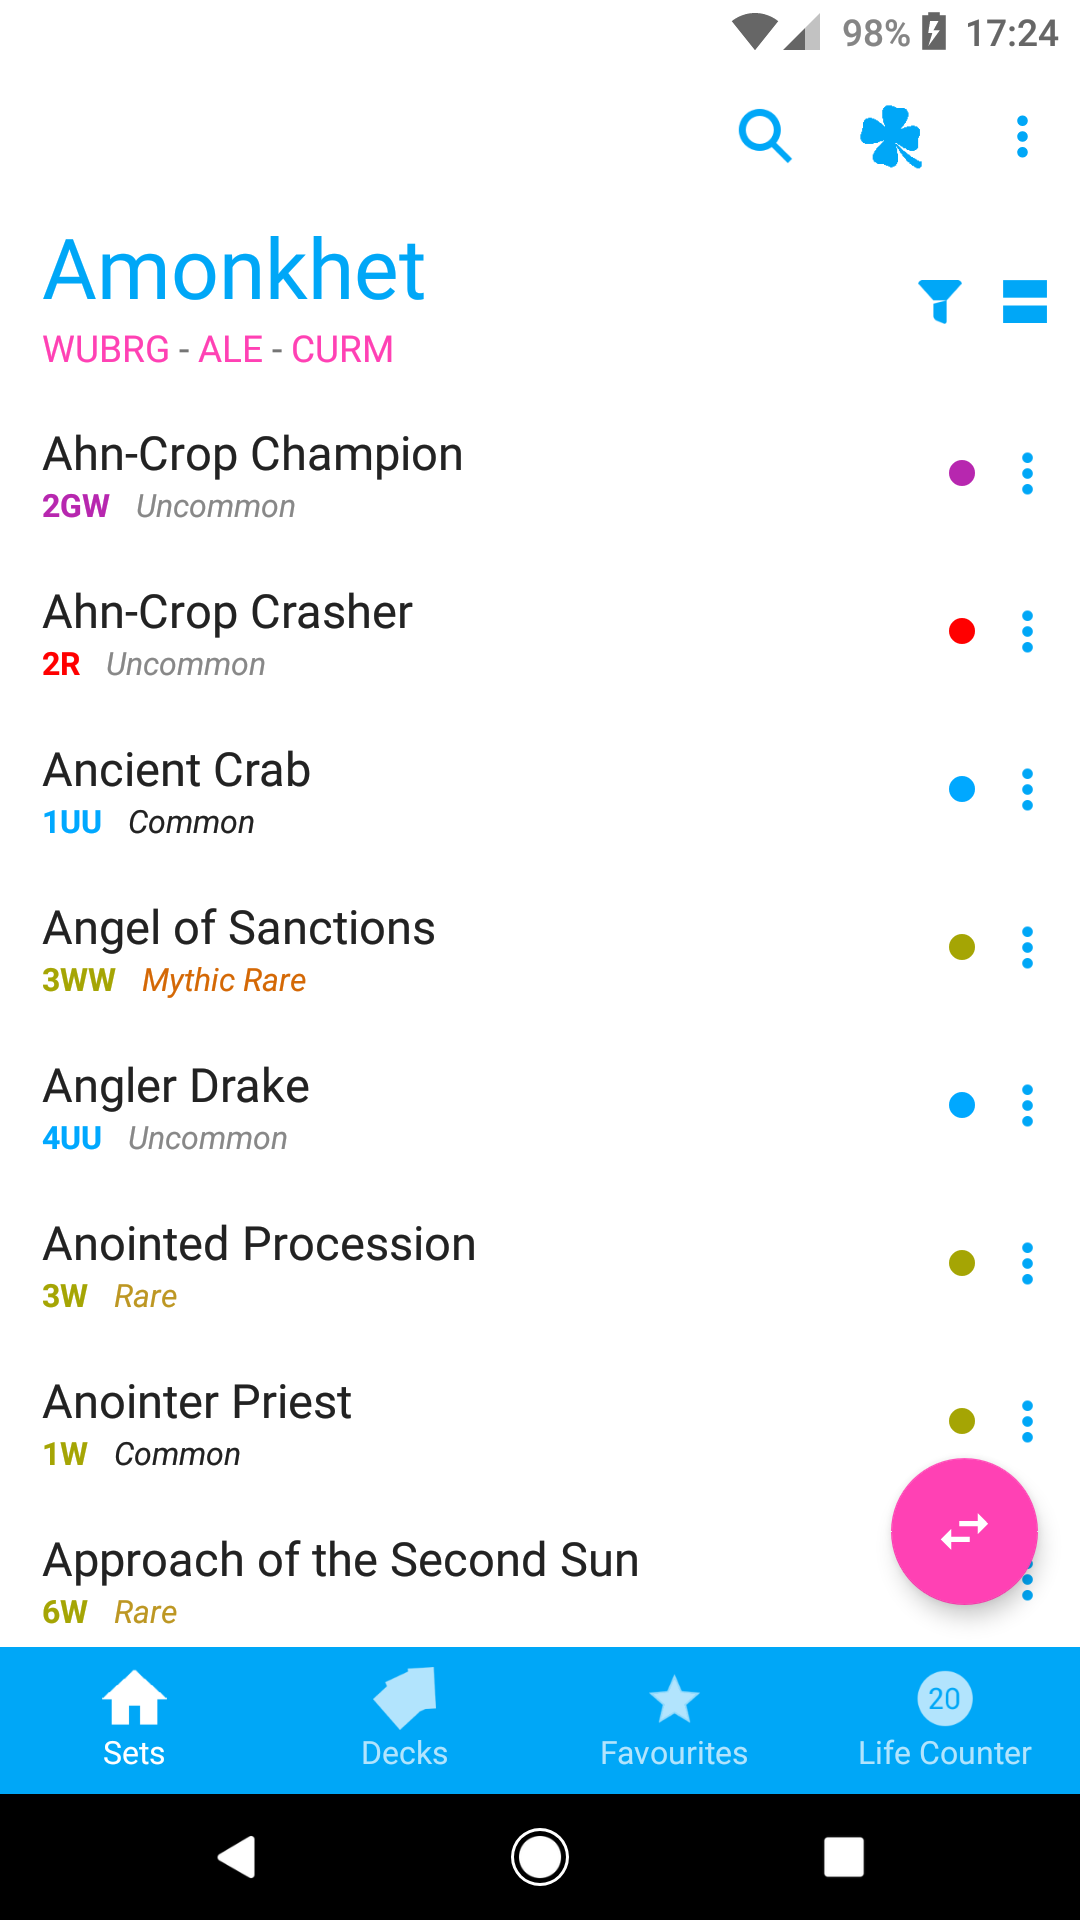 98% 17:24
Amonkhet
WUBRG - ALE - CURM
Ahn-Crop Champion
2GW Uncommon
Ahn-Crop Crasher
2R Uncommon
Ancient Crab
1UU Common
Angel of Sanctions
3WW Mythic Rare
Angler Drake
4UU Uncommon
Anointed Procession
3W Rare
Anointer Priest
1W Common
Approach of the Second Sun
6W Rare
20
Sets Decks Favourites Life Counter